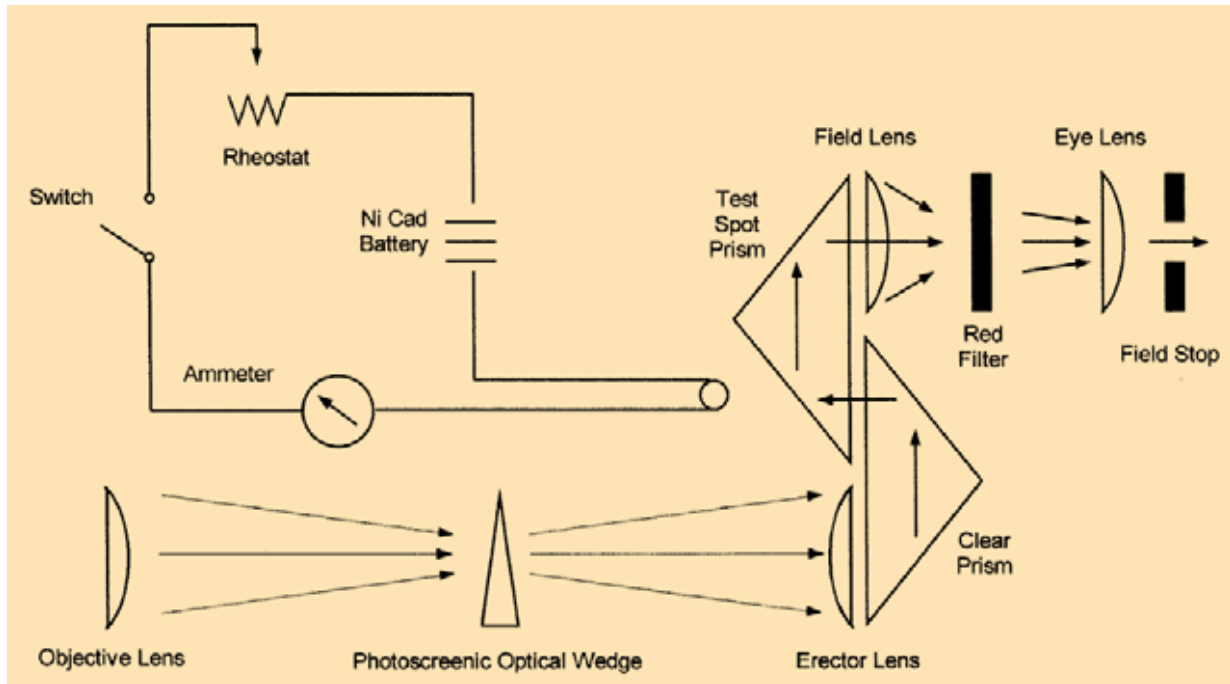 Rheostat
Switch
Ni Cad
Battery
Ammeter
Field Lens
Eye Lens
Test
Spot
Prism
Red
Filter
Field Stop
Clear
Prism
Objective Lens
Photoscreenic Optical Wedge
Erector Lens